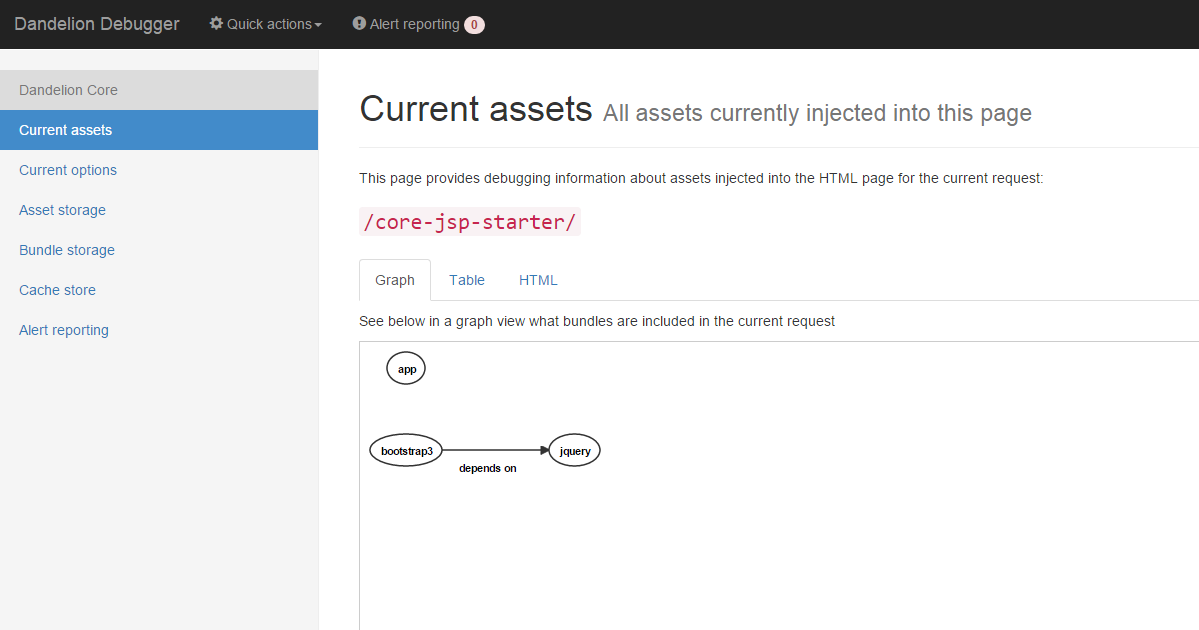 Dandelion Debugger Quick actions Alert reporting 0
Dandelion Core
Current assets
Current options
Asset storage
Bundle storage
Cache store
Alert reporting
Current assets All assets currently injected into this page
This page provides debugging information about assets injected into the HTML page for the current request:
/core-jsp-starter/
Graph Table HTML
See below in a graph view what bundles are included in the current request
app
bootstrap3 jquery
depends on